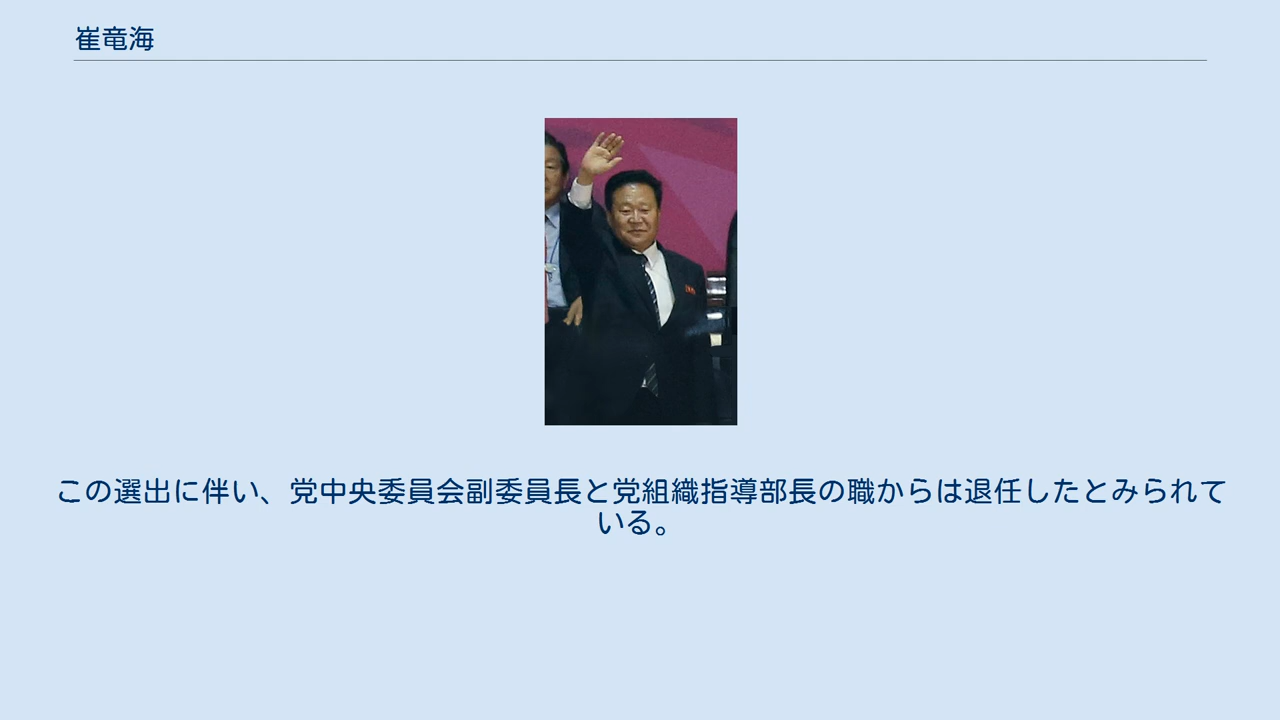 崔竜海
この選出に伴い、党中央委員会副委員長と党組織指導部長の職からは退任したとみられて
いる。